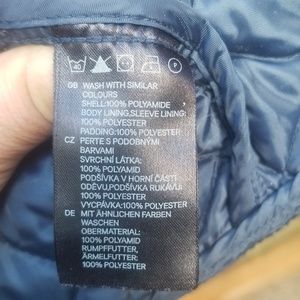 40
GB WASH WITH SIMILAR
COLOURS
SHELL:100% POLYAMIDE
BODY LINING,SLEEVE LINING:
100% POLYESTER
PADDING:100% POLYESTER
CZ PERTE S PODOBNÝMI
BARVAMI
SVRCHNÍ LÁTKA:
100% POLYAMID
PODŠÍVKA V HORNÍ ČÁSTI
ODĚVU,PODŠÍVKA RUKÁVU:
100% POLYESTER
VYCPÁVKA:100% POLYESTER
DE MIT ÄHNLICHEN FARBEN
WASCHEN
OBERMATERIAL:
100% POLYAMID
RUMPFFUTTER,
ÄRMELFUTTER:
100% POLYESTER